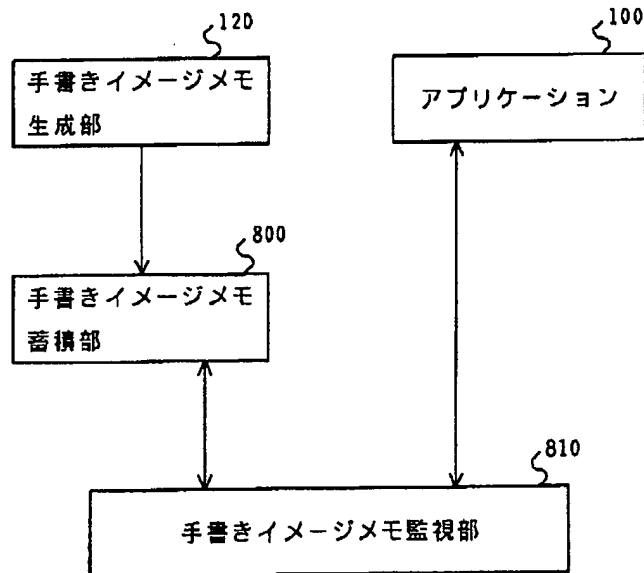 120
手書きイメージメモ
生成部
100
アプリケーション
800
手書きイメージメモ
蓄積部
810
手書きイメージメモ監視部